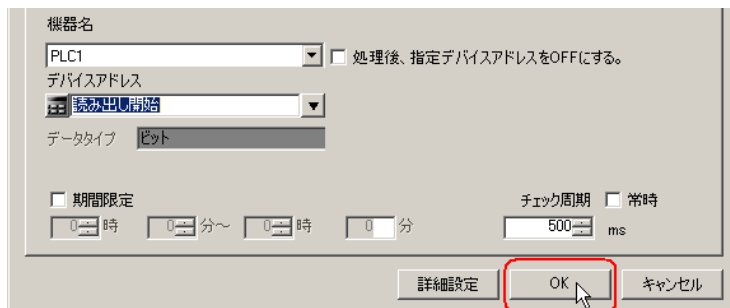 機器名
PLC1 処理後、指定デバイスアドレスをOFFにする。
デバイスアドレス
読み出し開始
データタイプ ビット
期間限定 チェック周期 常時
0時 0分～ 0時 0分 500 ms
詳細設定 OK キャンセル